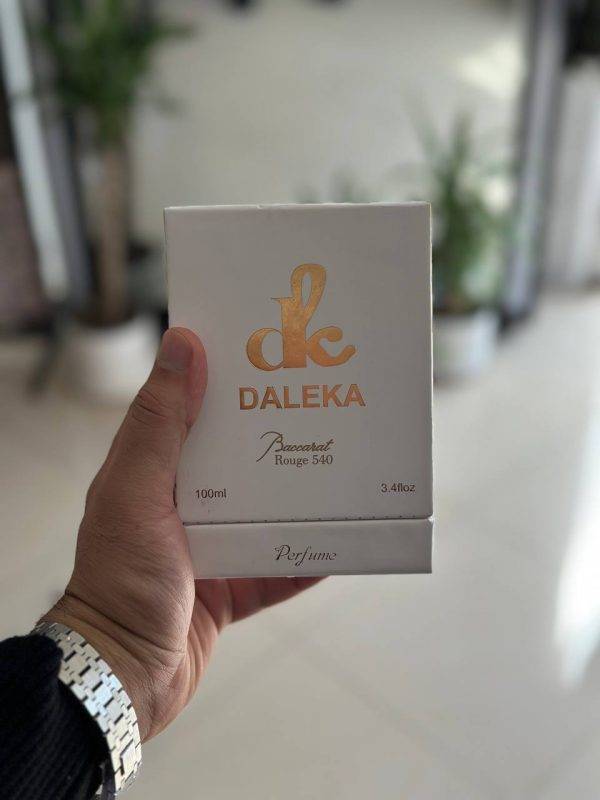 dc
DALEKA
Baccarat
Rouge 540
100ml 3.4floz
Perfume